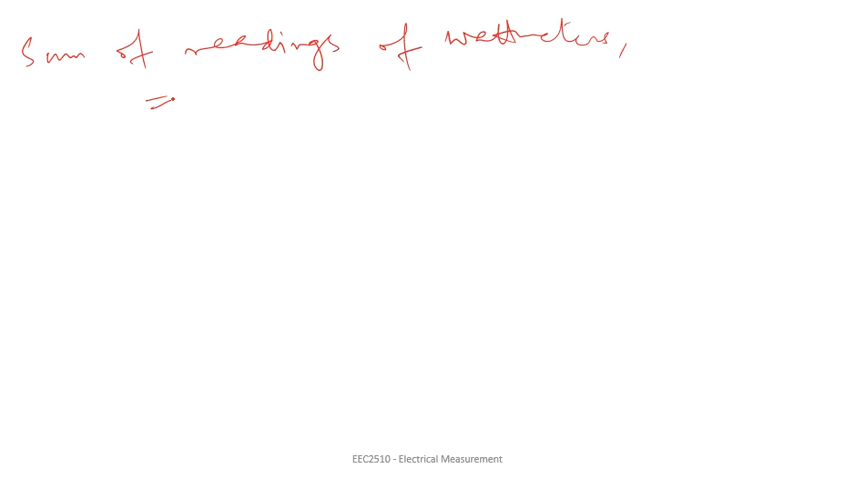 Sum of readings of wattmeters,
=
EEC2510 - Electrical Measurement